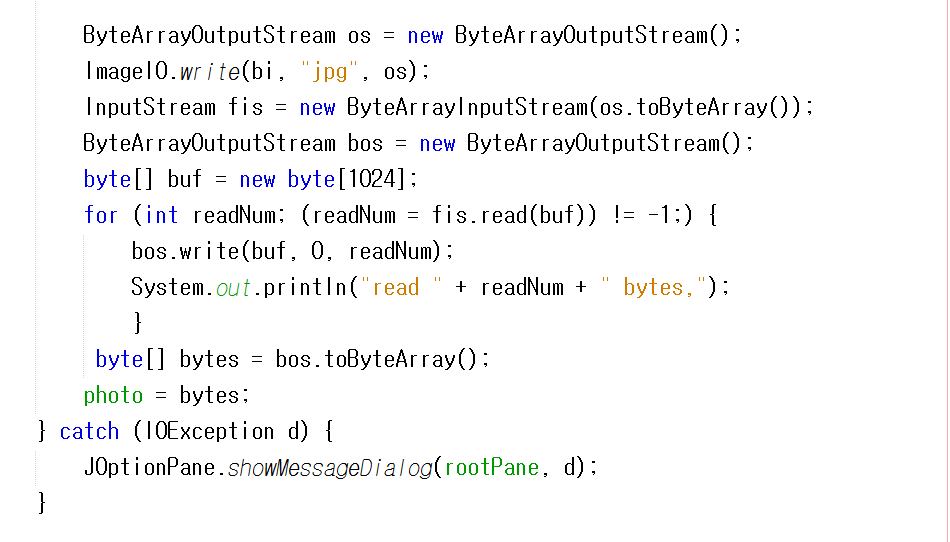 ByteArrayOutputStream os = new ByteArrayOutputStream();
ImageIO.write(bi, "jpg", os);
InputStream fis = new ByteArrayInputStream(os.toByteArray());
ByteArrayOutputStream bos = new ByteArrayOutputStream();
byte[] buf = new byte[1024];
for (int readNum; (readNum = fis.read(buf)) != -1;) {
bos.write(buf, 0, readNum);
System.out.println("read " + readNum + " bytes,");
}
byte[] bytes = bos.toByteArray();
photo = bytes;
} catch (IOException d) {
JOptionPane.showMessageDialog(rootPane, d);
}